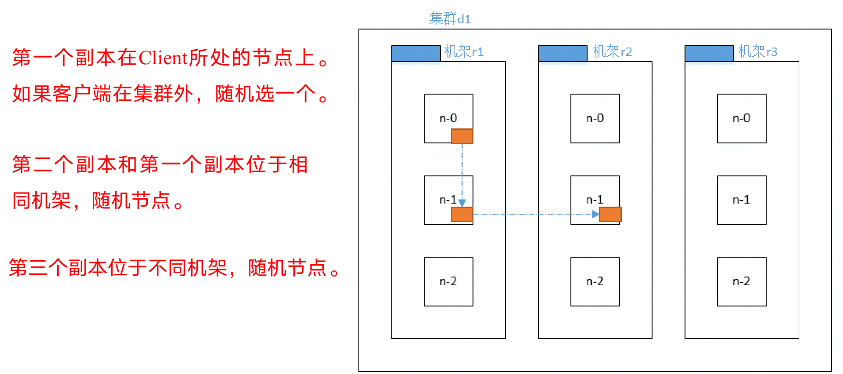 集群d1
第一个副本在Client所处的节点上。
如果客户端在集群外，随机选一个。
第二个副本和第一个副本位于相
同机架，随机节点。
第三个副本位于不同机架，随机节点。
机架r1
n-0
n-1
n-2
机架r2
n-0
n-1
n-2
机架r3
n-0
n-1
n-2